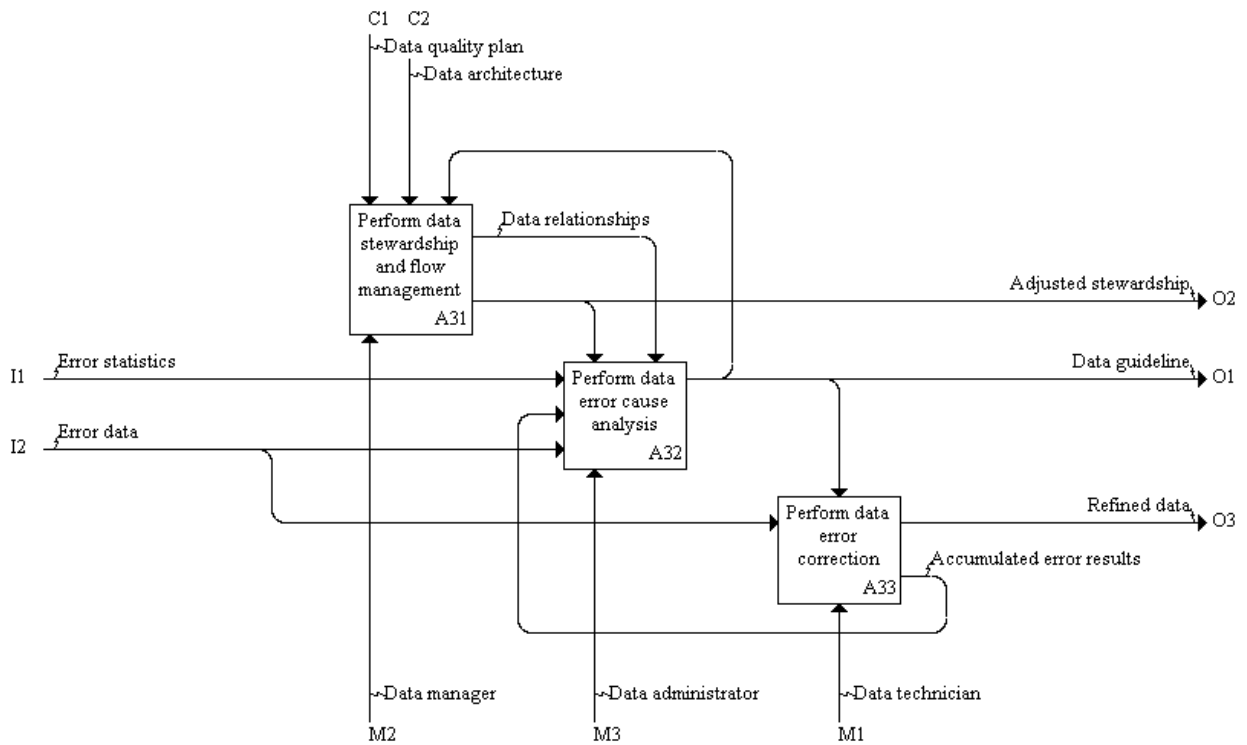 C1 C2
Data quality plan
Data architecture
Perform data
stewardship
and flow
management
A31
Data relationships
Adjusted stewardship
O2
I1
Error statistics
Perform data
error cause
analysis
A32
Data guideline
O1
I2
Error data
Perform data
error
correction
A33
Refined data
O3
Accumulated error results
Data manager
Data administrator
Data technician
M2
M3
M1